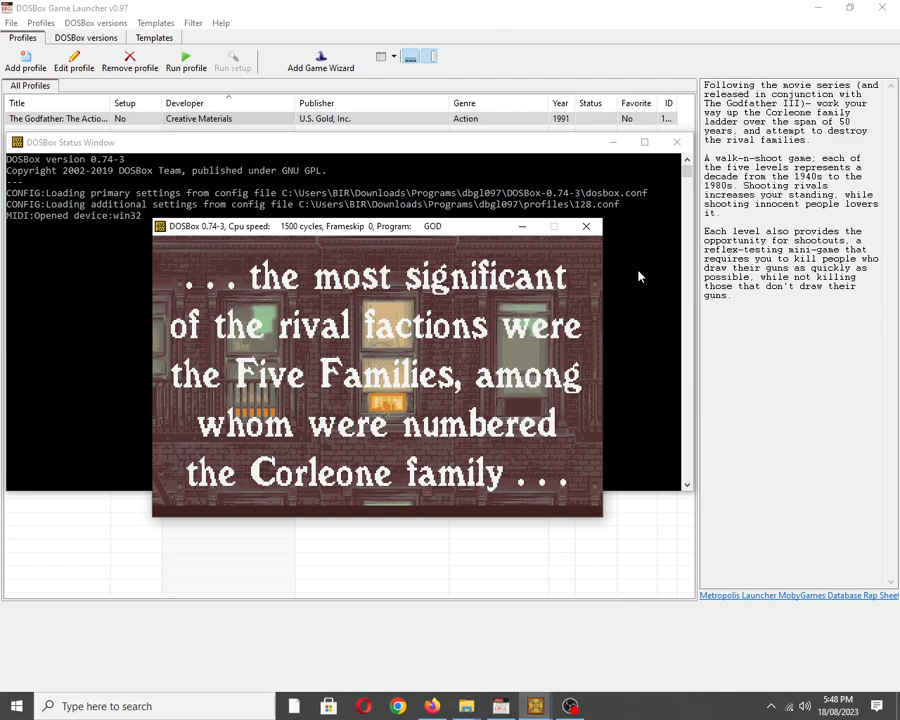 DOSBox Game Launcher v0.97
File Profiles DOSBox versions Templates Filter Help
Profiles DOSBox versions Templates
Add profile Edit profile Remove profile Run profile Run setup Add Game Wizard
All Profiles
Title Setup Developer Publisher Genre Year Status Favorite ID
The Godfather: The Actio... No Creative Materials U.S. Gold, Inc. Action 1991 No 1...
DOSBox Status Window
DOSBox version 0.74-3
Copyright 2002-2019 DOSBox Team, published under GNU GPL.
---
CONFIG:Loading primary settings from config file C:\Users\BIR\Downloads\Programs\dbgl097\DOSBox-0.74-3\dosbox.conf
CONFIG:Loading additional settings from config file C:\Users\BIR\Downloads\Programs\dbgl097\profiles\128.conf
MIDI:Opened device:win32
DOSBox 0.74-3, Cpu speed: 1500 cycles, Frameskip 0, Program: GOD
. . . the most significant
of the rival factions were
the Five Families, among
whom were numbered
the Corleone family . . .
Following the movie series (and
released in conjunction with
The Godfather III)- work your
way up the Corleone family
ladder over the span of 50
years, and attempt to destroy
the rival families.
A walk-n-shoot game; each of
the five levels represents a
decade from the 1940s to the
1980s. Shooting rivals
increases your standing, while
shooting innocent people lowers
it.
Each level also provides the
opportunity for shootouts, a
reflex-testing mini-game that
requires you to kill people who
draw their guns as quickly as
possible, while not killing
those that don't draw their
guns.
Metropolis Launcher MobyGames Database Rap Sheet
Type here to search
5:48 PM
18/08/2023